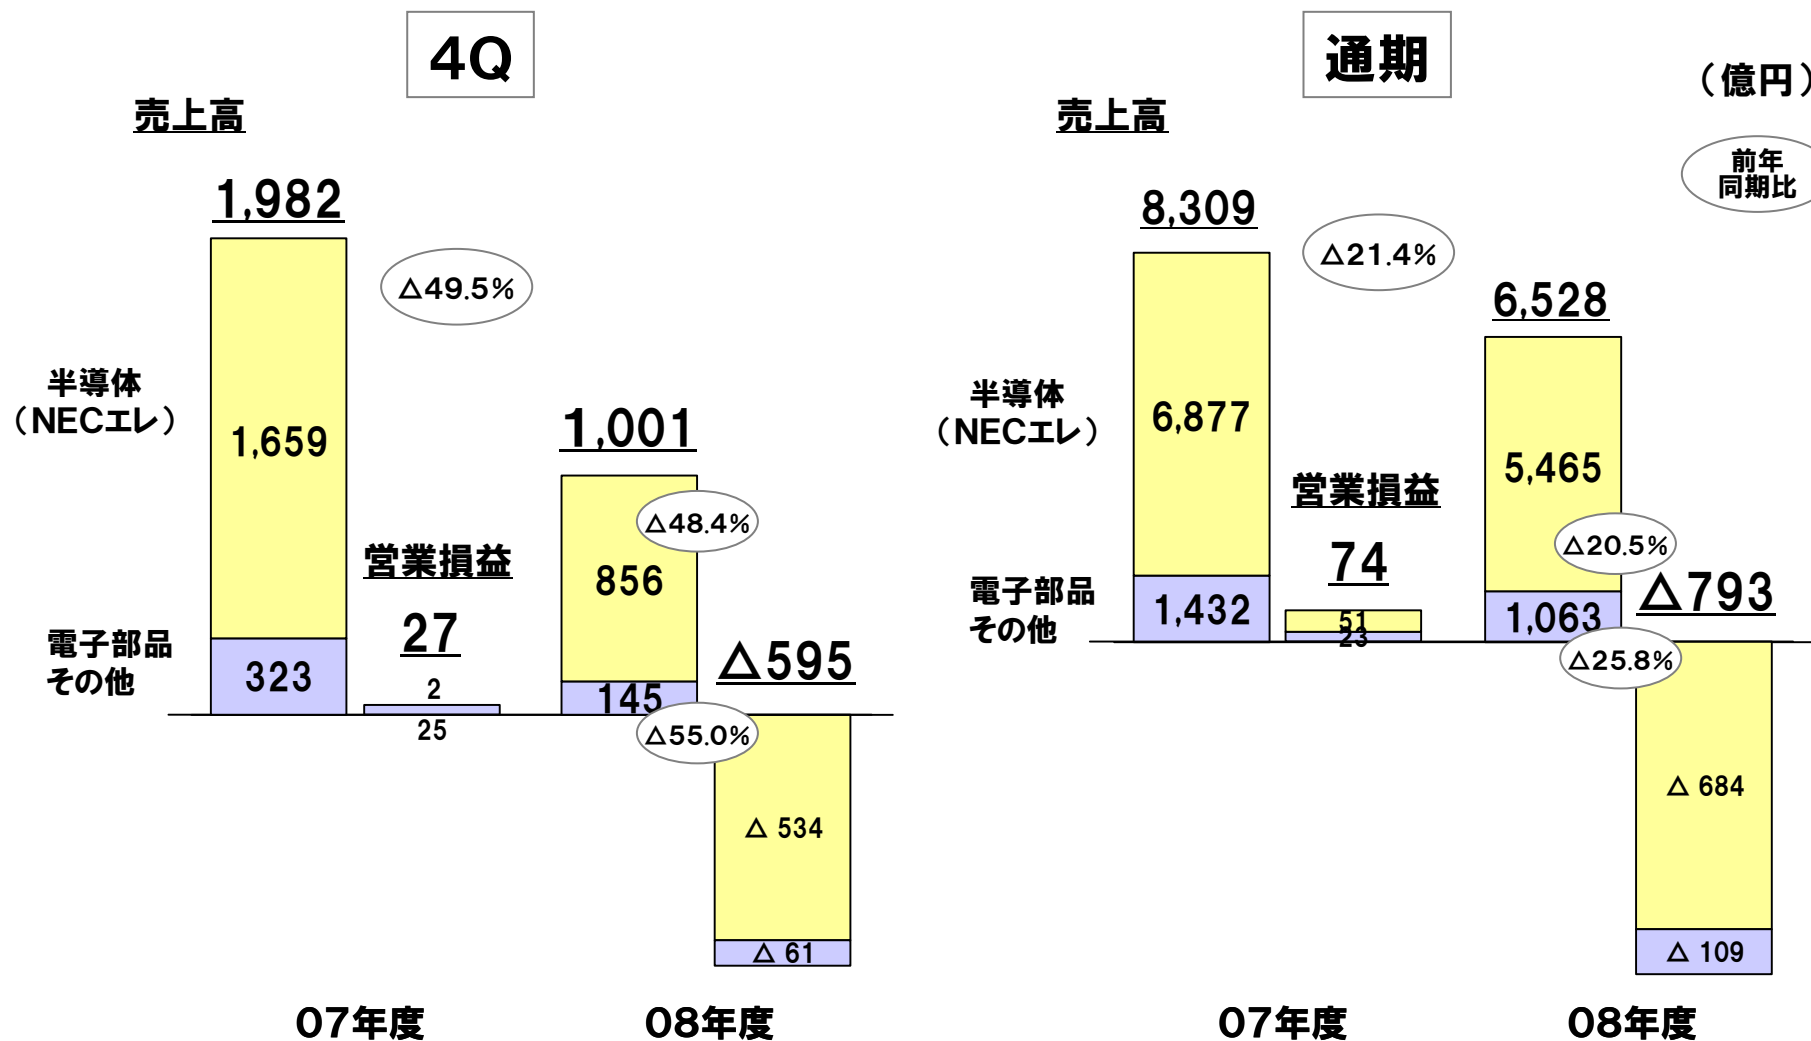 4Q
売上高
1,982
△49.5%
半導体
（NECエレ）
1,659
1,001
856
△48.4%
営業損益
27
電子部品
その他
323
2
25
145
△55.0%
△595
△ 534
△ 61
07年度
08年度
通期
（億円）
前年
同期比
売上高
8,309
△21.4%
6,528
半導体
（NECエレ）
6,877
5,465
△20.5%
営業損益
74
電子部品
その他
1,432
51
23
1,063
△25.8%
△793
△ 684
△ 109
07年度
08年度